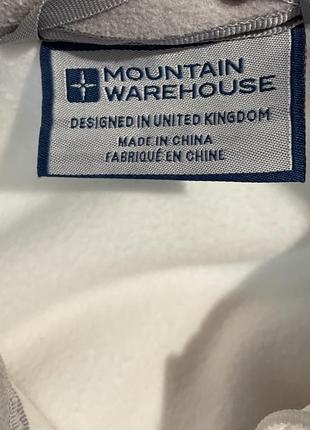 MOUNTAIN
WAREHOUSE
DESIGNED IN UNITED KINGDOM
MADE IN CHINA
FABRIQUÉ EN CHINE